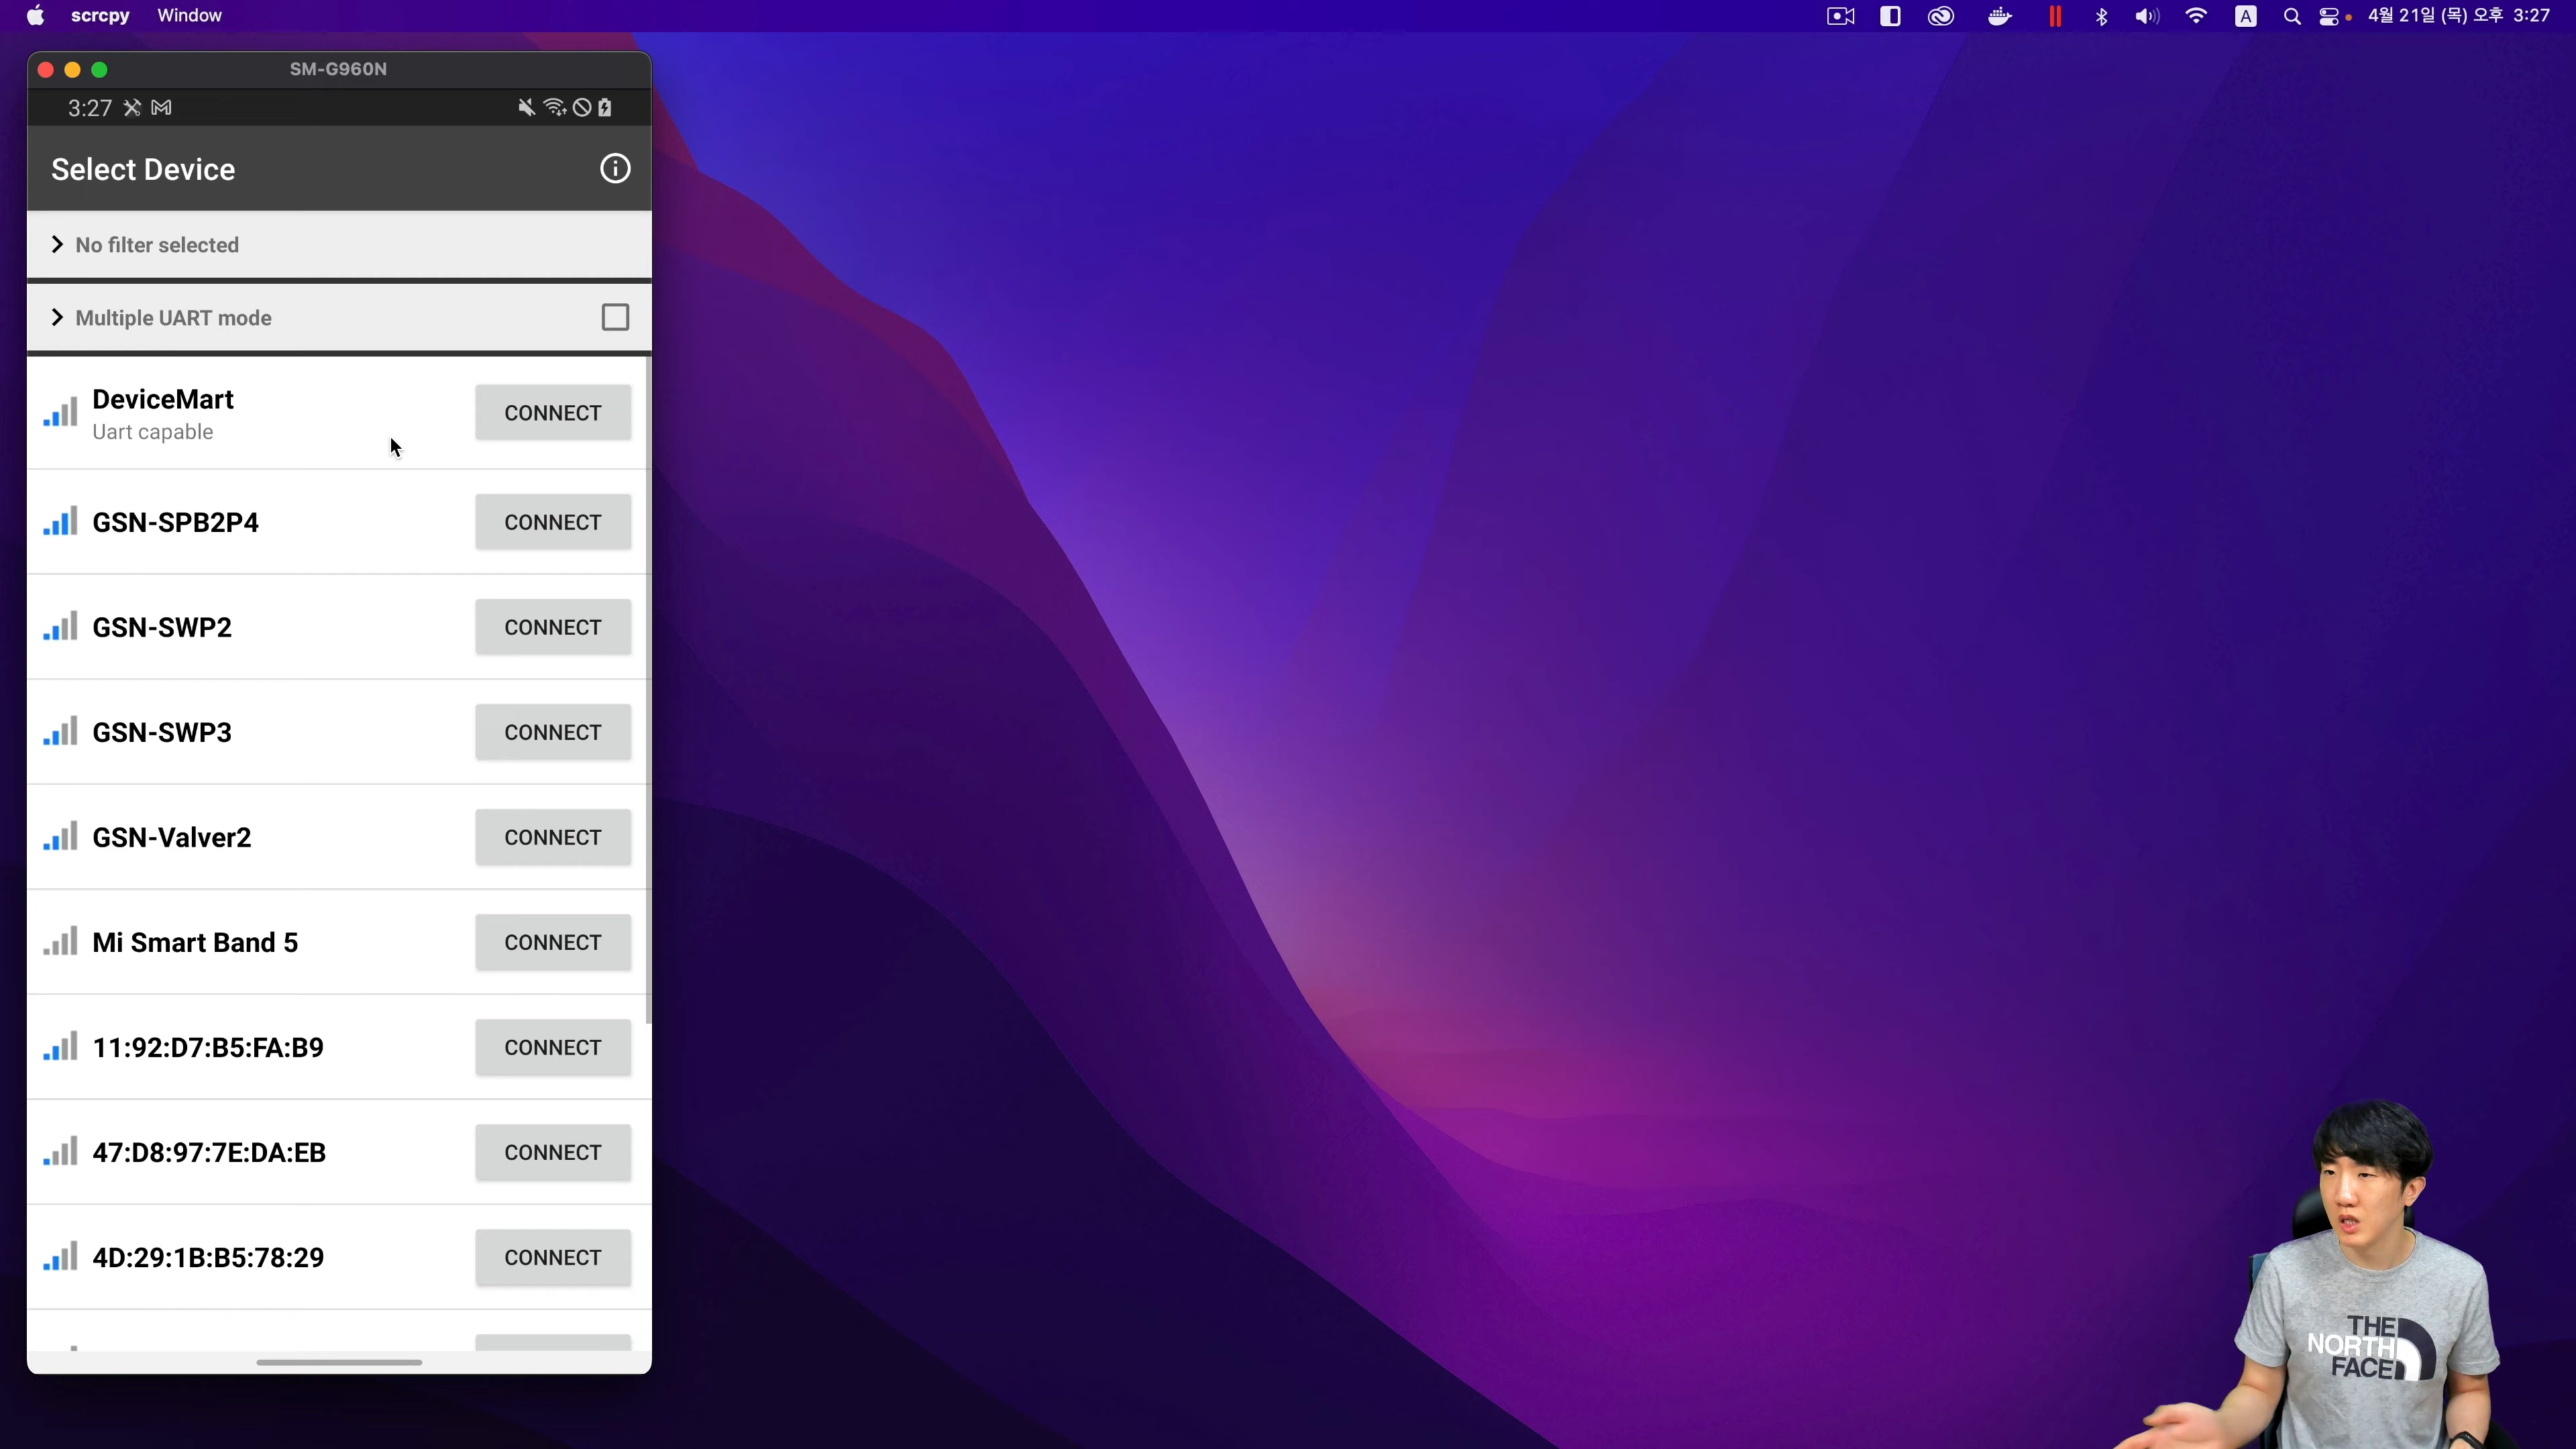 scrcpy Window
A 4월 21일 (목) 오후 3:27
SM-G960N
3:27
Select Device
No filter selected
Multiple UART mode
DeviceMart
Uart capable
CONNECT
GSN-SPB2P4
CONNECT
GSN-SWP2
CONNECT
GSN-SWP3
CONNECT
GSN-Valver2
CONNECT
Mi Smart Band 5
CONNECT
11:92:D7:B5:FA:B9
CONNECT
47:D8:97:7E:DA:EB
CONNECT
4D:29:1B:B5:78:29
CONNECT
THE
NORTH
FACE